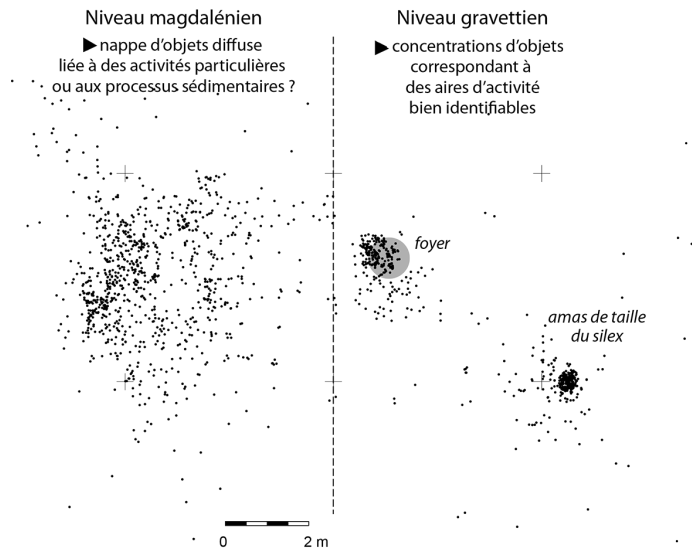 Niveau magdalénien
▶ nappe d'objets diffuse
liée à des activités particulières
ou aux processus sédimentaires ?
Niveau gravettien
▶ concentrations d'objets
correspondant à
des aires d'activité
bien identifiables
foyer
amas de taille
du silex
0 2 m